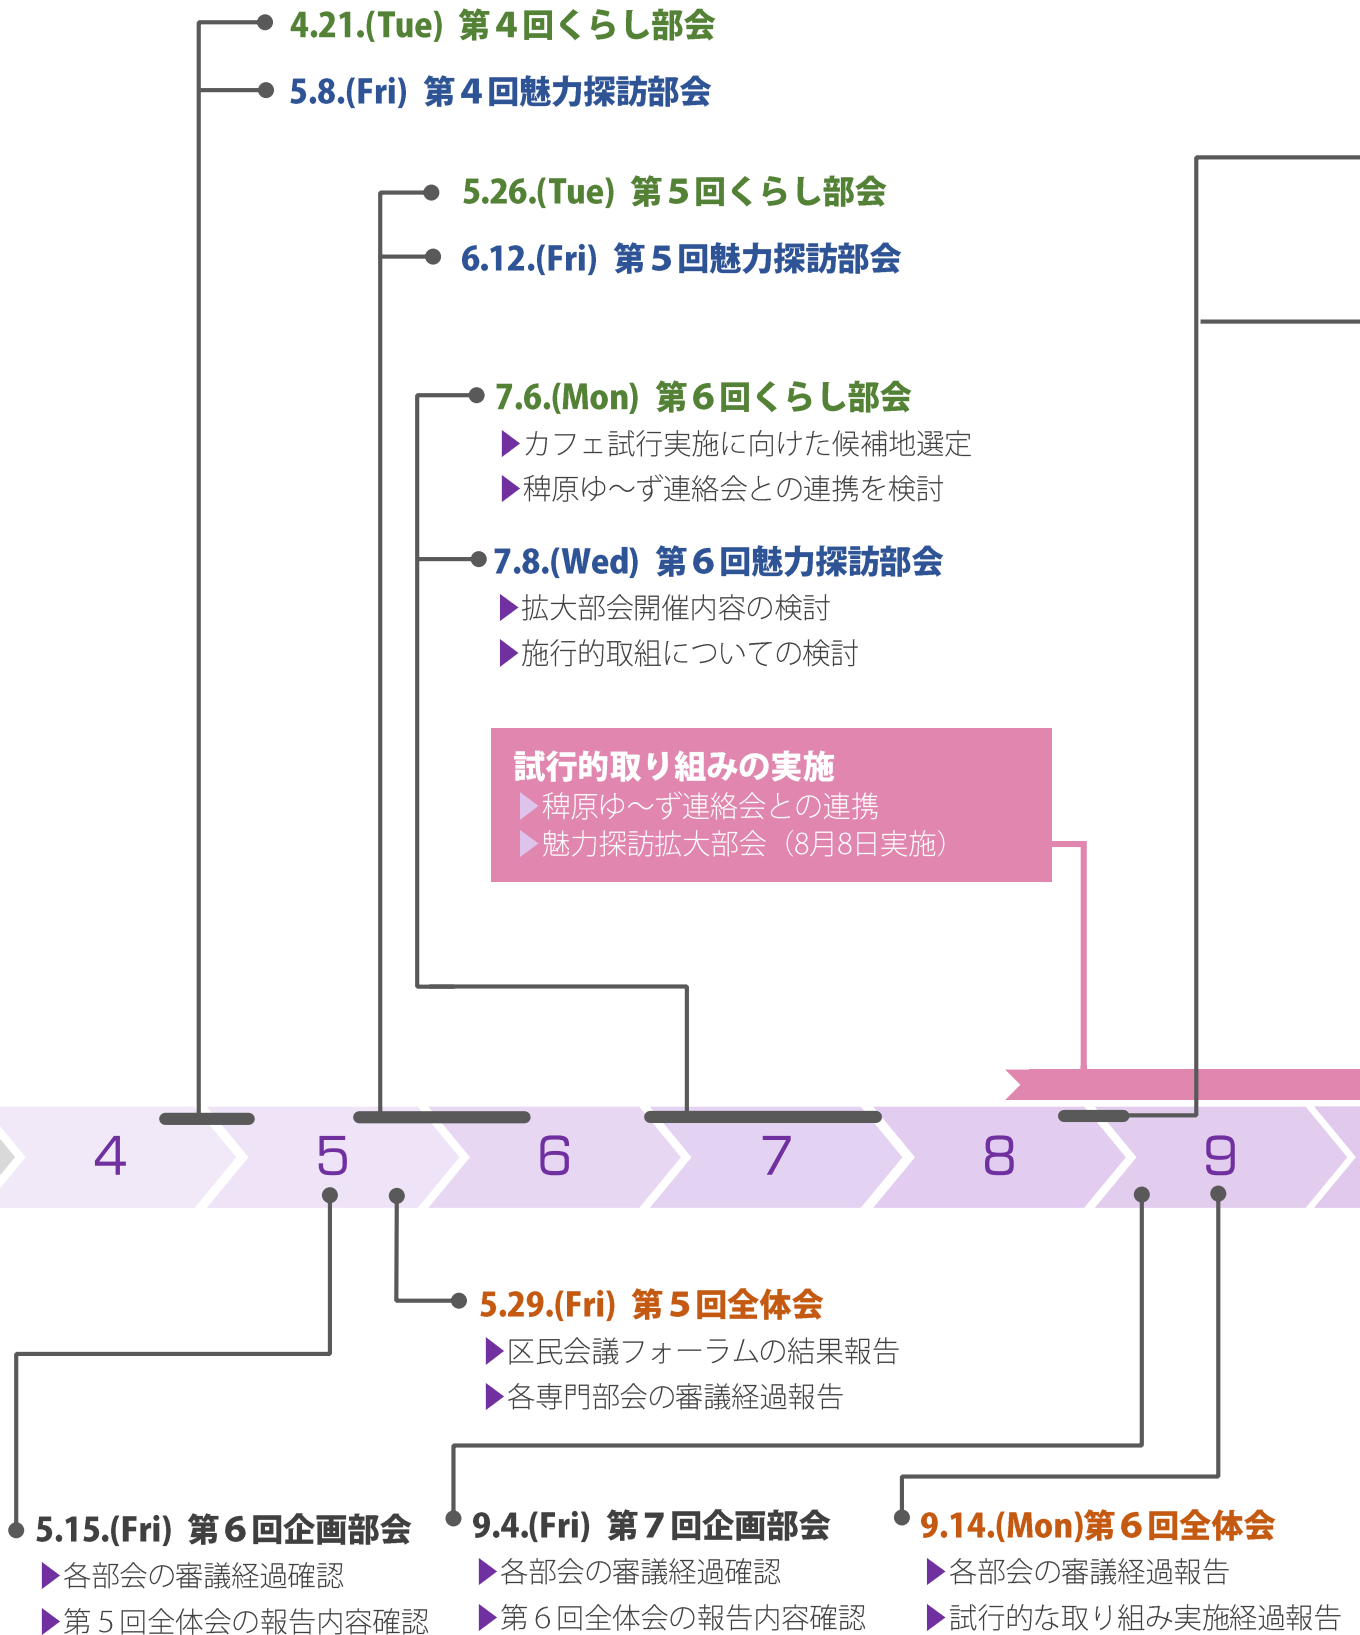 4.21.(Tue) 第４回くらし部会
5.8.(Fri) 第４回魅力探訪部会
5.26.(Tue) 第５回くらし部会
6.12.(Fri) 第５回魅力探訪部会
7.6.(Mon) 第６回くらし部会
▶カフェ試行実施に向けた候補地選定
▶稗原ゆ～ず連絡会との連携を検討
7.8.(Wed) 第６回魅力探訪部会
▶拡大部会開催内容の検討
▶施行的取組についての検討
試行的取り組みの実施
▶稗原ゆ～ず連絡会との連携
▶魅力探訪拡大部会（8月8日実施）
4 5 6 7 8 9
5.29.(Fri) 第５回全体会
▶区民会議フォーラムの結果報告
▶各専門部会の審議経過報告
5.15.(Fri) 第６回企画部会
▶各部会の審議経過確認
▶第５回全体会の報告内容確認
9.4.(Fri) 第７回企画部会
▶各部会の審議経過確認
▶第６回全体会の報告内容確認
9.14.(Mon)第６回全体会
▶各部会の審議経過報告
▶試行的な取り組み実施経過報告